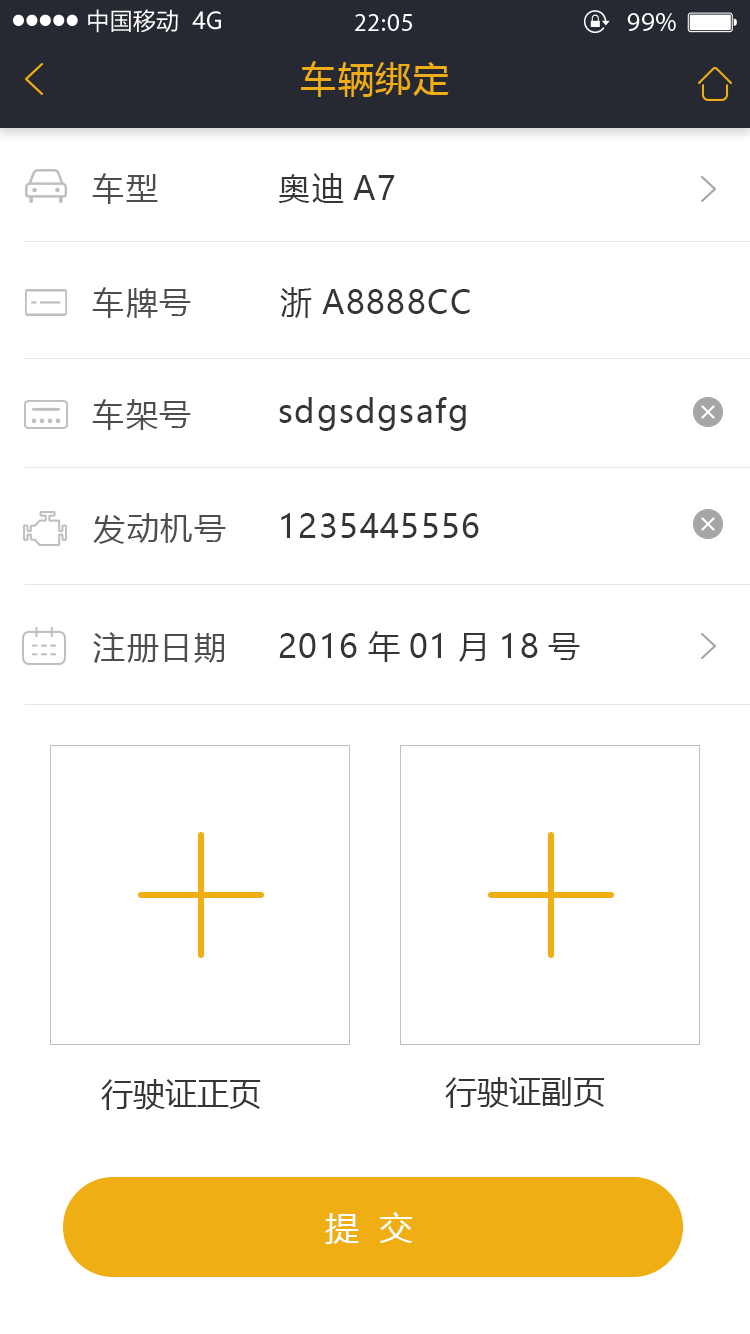 中国移动 4G 22:05 99%
车辆绑定
车型 奥迪 A7
车牌号 浙 A8888CC
车架号 sdgsdgsafg
发动机号 1235445556
注册日期 2016 年 01 月 18 号
行驶证正页 行驶证副页
提 交